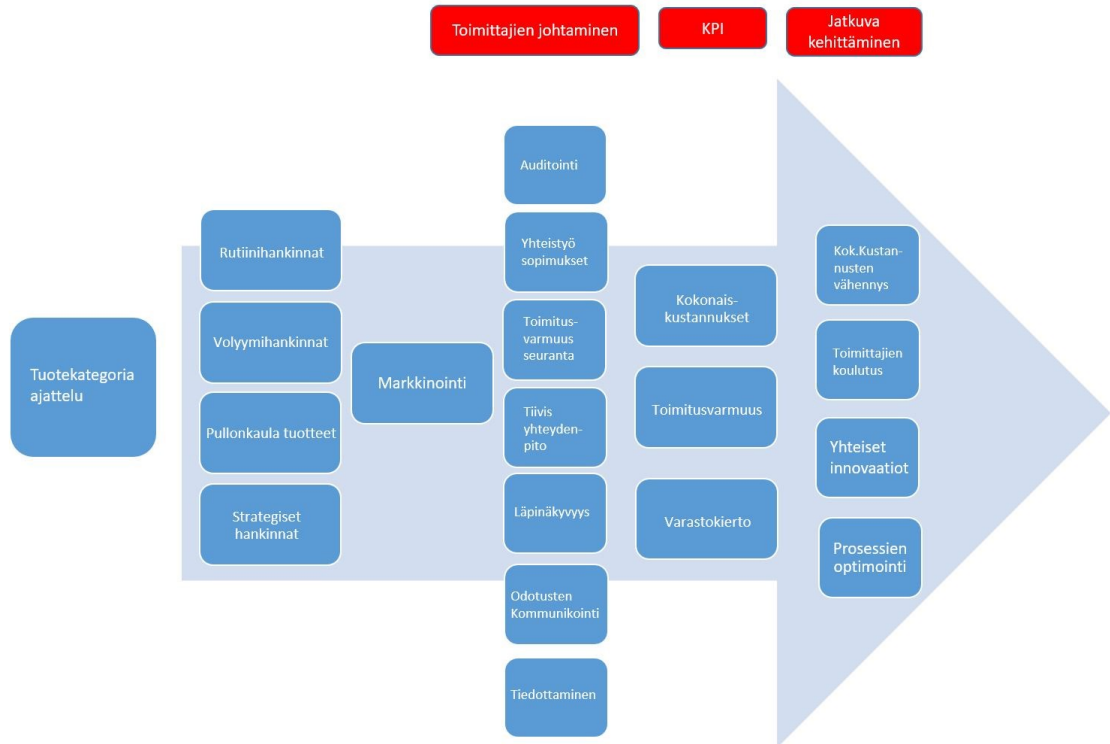 Toimittajien johtaminen
KPI
Jatkuva
kehittäminen
Tuotekategoria
ajattelu
Rutiinihankinnat
Volyymihankinnat
Pullonkaula tuotteet
Strategiset
hankinnat
Markkinointi
Auditointi
Yhteistyö
sopimukset
Toimitus-
varmuus
seuranta
Tiivis
yhteyden-
pito
Läpinäkyvyys
Odotusten
Kommunikointi
Tiedottaminen
Kokonais-
kustannukset
Toimitusvarmuus
Varastokierto
Kok.Kustan-
nusten
vähennys
Toimittajien
koulutus
Yhteiset
innovaatiot
Prosessien
optimointi